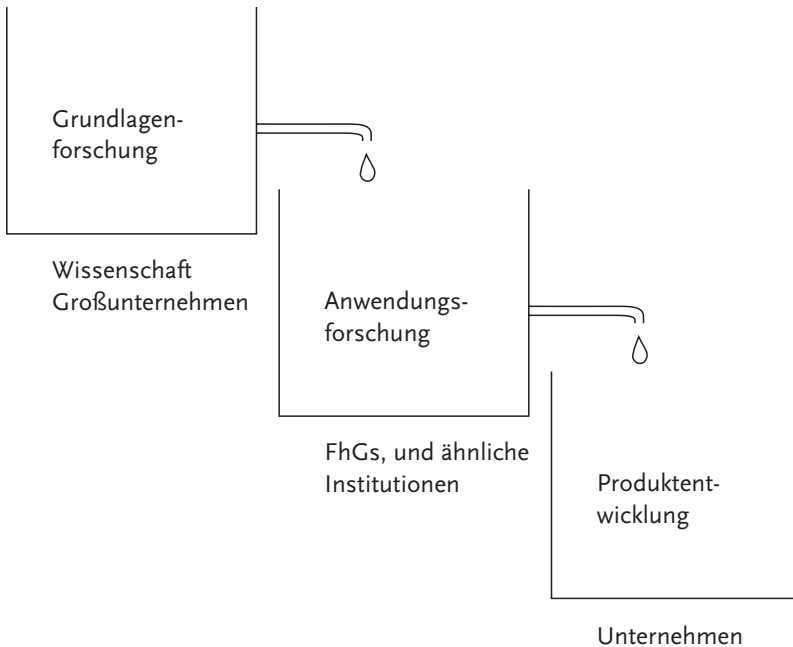 Grundlagen-
forschung
Wissenschaft
Großunternehmen
Anwendungs-
forschung
FhGs, und ähnliche
Institutionen
Produktent-
wicklung
Unternehmen